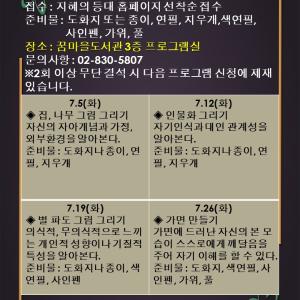 접수 : 지혜의 등대 홈페이지 선착순 접수
준비물 : 도화지 또는 종이, 연필, 지우개, 색연필,
사인펜, 가위, 풀
장소 : 꿈마을도서관 3층 프로그램실
문의사항 : 02-830-5807
※2회 이상 무단 결석 시 다음 프로그램 신청에 제재
있습니다.
7.5(화)
◈ 집, 나무 그림 그리기
자신의 자아개념과 가정,
외부환경을 알아본다.
준비물 : 도화지나 종이, 연
필, 지우개
7.12(화)
◈ 인물화 그리기
자기인식과 대인 관계성을
알아본다.
준비물 : 도화지나 종이, 연
필, 지우개
7.19(화)
◈ 별 파도 그림 그리기
의식적, 무의식적으로 느끼
는 개인적 성향이나 기질적
특성을 알아본다.
준비물 : 도화지나 종이, 색
연필, 사인펜
7.26(화)
◈ 가면 만들기
가면에 드러난 자신의 본 모
습이 스스로에게 깨달음을
주어 자기 이해를 할 수 있다.
준비물 : 도화지, 색연필, 사
인펜, 가위, 풀